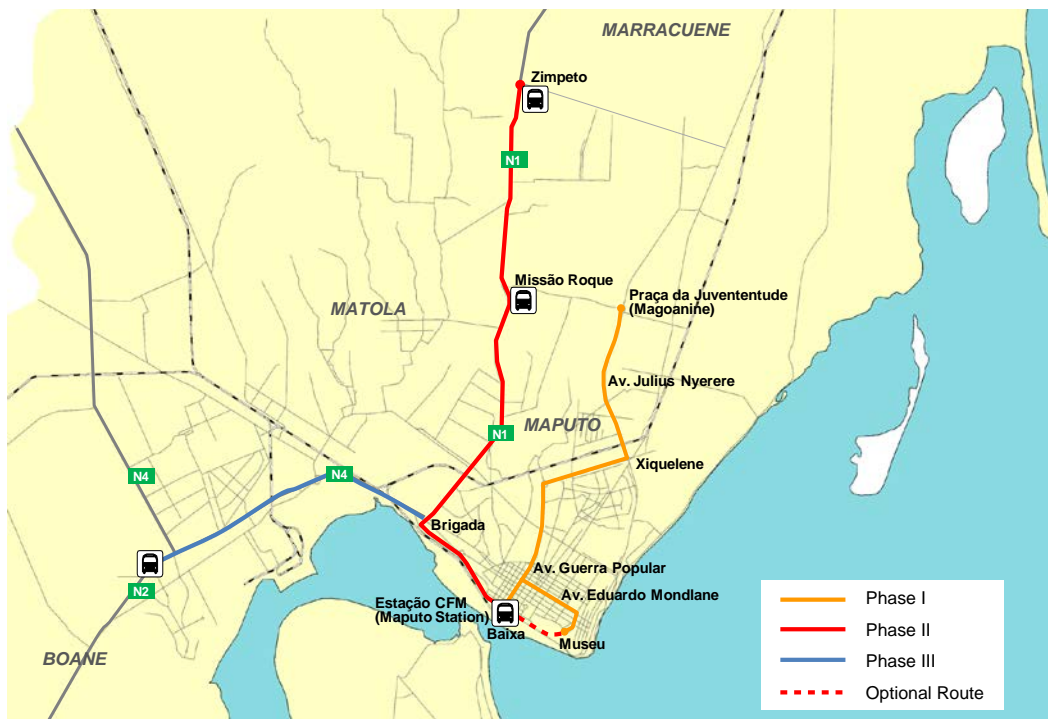 MARRACUENE
Zimpeto
N1
Missão Roque
Praça da Juvententude
(Magoanine)
MATOLA
Av. Julius Nyerere
MAPUTO
N1
Xiquelene
N4
N4
Brigada
Av. Guerra Popular
N2
Av. Eduardo Mondlane
Estação CFM
(Maputo Station)
Baixa
Museu
BOANE
Phase I
Phase II
Phase III
Optional Route